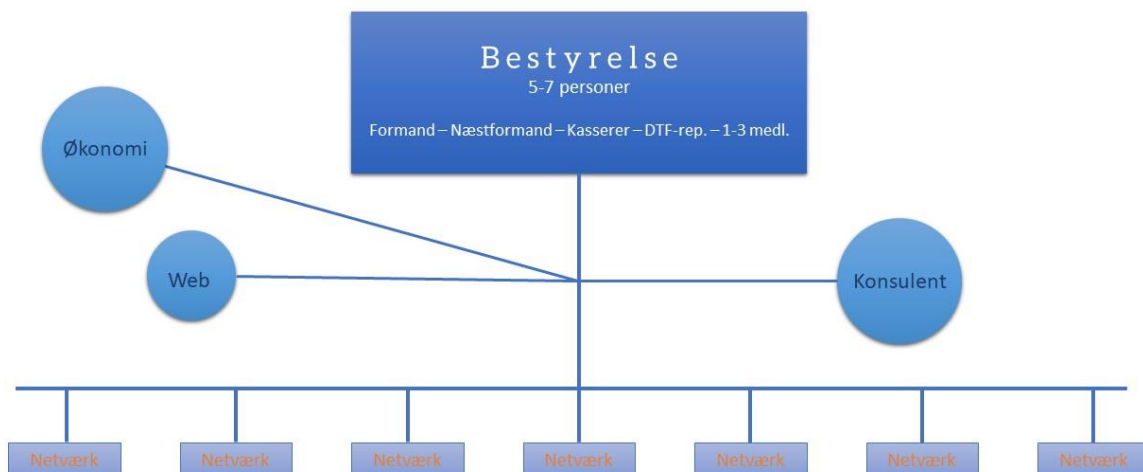 Bestyrelse
5-7 personer
Formand – Næstformand – Kasserer – DTF-rep. – 1-3 medl.
Økonomi
Web
Konsulent
Netværk
Netværk
Netværk
Netværk
Netværk
Netværk
Netværk